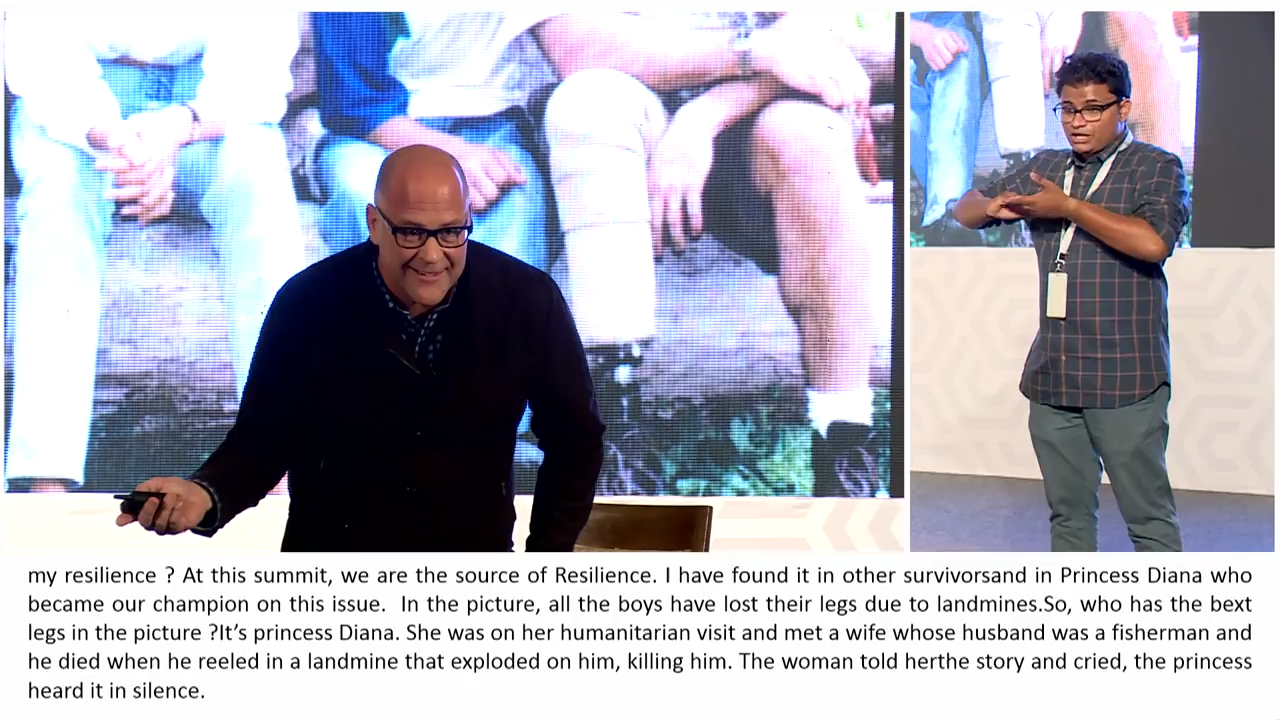 my resilience ? At this summit, we are the source of Resilience. I have found it in other survivorsand in Princess Diana who
became our champion on this issue.  In the picture, all the boys have lost their legs due to landmines.So, who has the bext
legs in the picture ?It’s princess Diana. She was on her humanitarian visit and met a wife whose husband was a fisherman and
he died when he reeled in a landmine that exploded on him, killing him. The woman told herthe story and cried, the princess
heard it in silence.